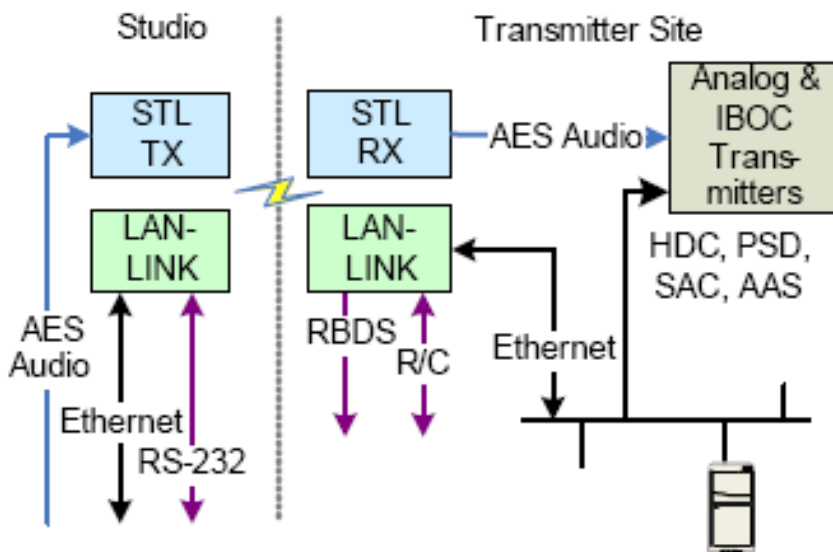 Studio
Transmitter Site
STL
TX
STL
RX
AES Audio
Analog &
IBOC
Trans-
mitters
LAN-
LINK
LAN-
LINK
HDC, PSD,
SAC, AAS
AES
Audio
RBDS
R/C
Ethernet
Ethernet
RS-232